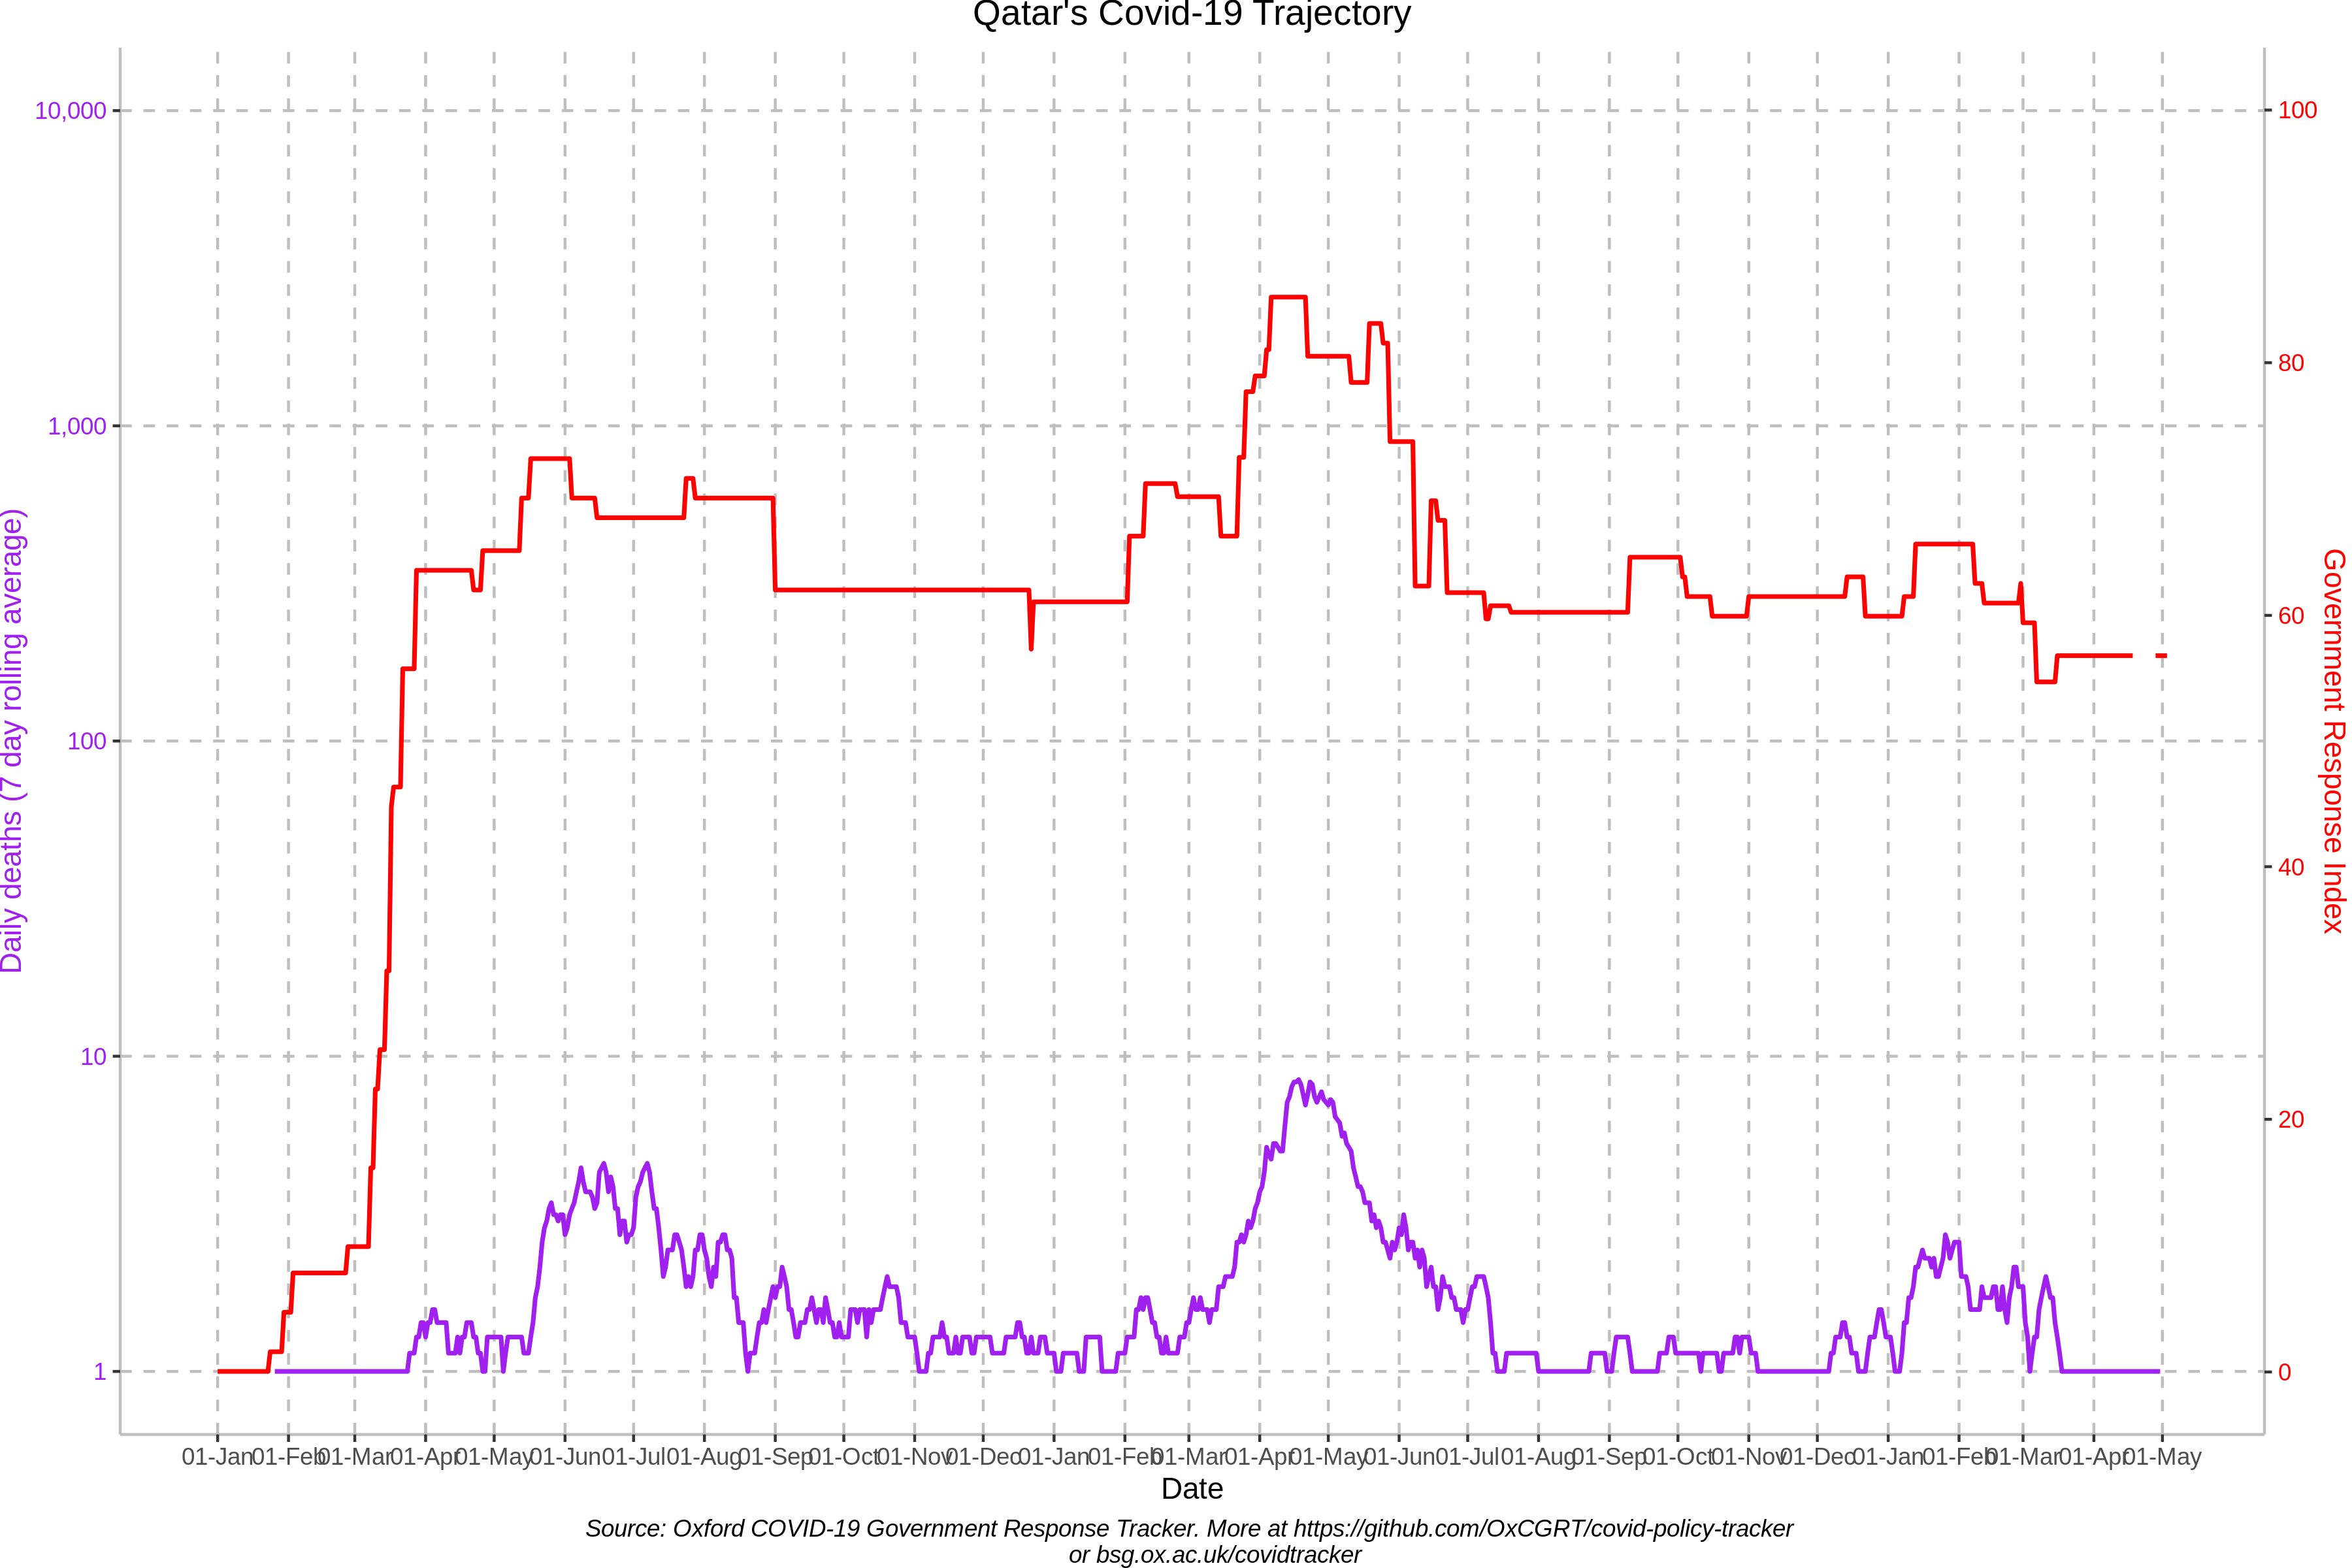 Qatar's Covid-19 Trajectory
10,000
1,000
100
10
1
Daily deaths (7 day rolling average)
100
80
60
40
20
0
Government Response Index
01-Jan 01-Feb 01-Mar 01-Apr 01-May 01-Jun 01-Jul 01-Aug 01-Sep 01-Oct 01-Nov 01-Dec 01-Jan 01-Feb 01-Mar 01-Apr 01-May 01-Jun 01-Jul 01-Aug 01-Sep 01-Oct 01-Nov 01-Dec 01-Jan 01-Feb 01-Mar 01-Apr 01-May
Date
Source: Oxford COVID-19 Government Response Tracker. More at https://github.com/OxCGRT/covid-policy-tracker
or bsg.ox.ac.uk/covidtracker